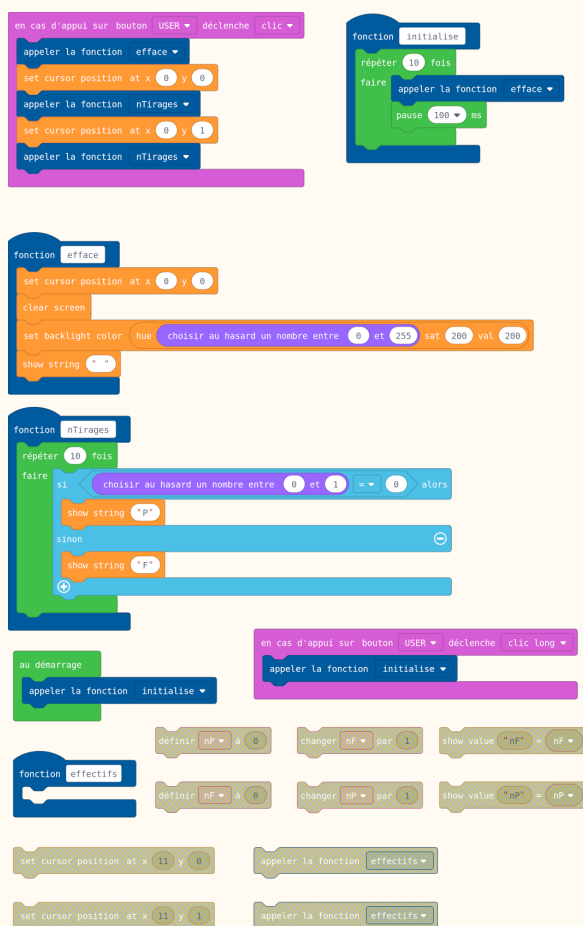 en cas d'appui sur bouton USER déclenche clic
appeler la fonction efface
set cursor position at x 0 y 0
appeler la fonction nTirages
set cursor position at x 0 y 1
appeler la fonction nTirages
fonction initialise
répéter 10 fois
faire appeler la fonction efface
pause 100 ms
fonction efface
set cursor position at x 0 y 0
clear screen
set backlight color hue choisir au hasard un nombre entre 0 et 255 sat 200 val 200
show string " "
fonction nTirages
répéter 10 fois
faire si choisir au hasard un nombre entre 0 et 1 = 0 alors
show string "P"
sinon
show string "F"
en cas d'appui sur bouton USER déclenche clic long
appeler la fonction initialise
au démarrage
appeler la fonction initialise
définir nP à 0 changer nF par 1 show value "nF" = nF
fonction effectifs
définir nF à 0 changer nP par 1 show value "nP" = nP
set cursor position at x 11 y 0 appeler la fonction effectifs
set cursor position at x 11 y 1 appeler la fonction effectifs